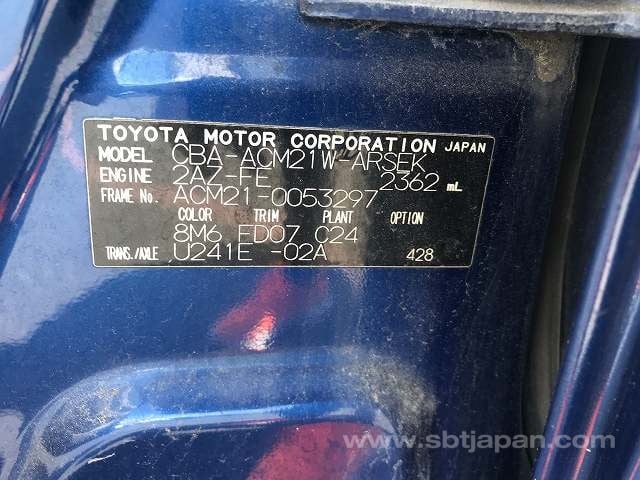 TOYOTA MOTOR CORPORATION JAPAN
MODEL CBA-ACM21W-ARSEK
ENGINE 2AZ-FE 2362 mL
FRAME No. ACM21-0053297
COLOR TRIM PLANT OPTION
8M6 FD07 C24
TRANS./AXLE U241E -02A 428
www.sbtjapan.com